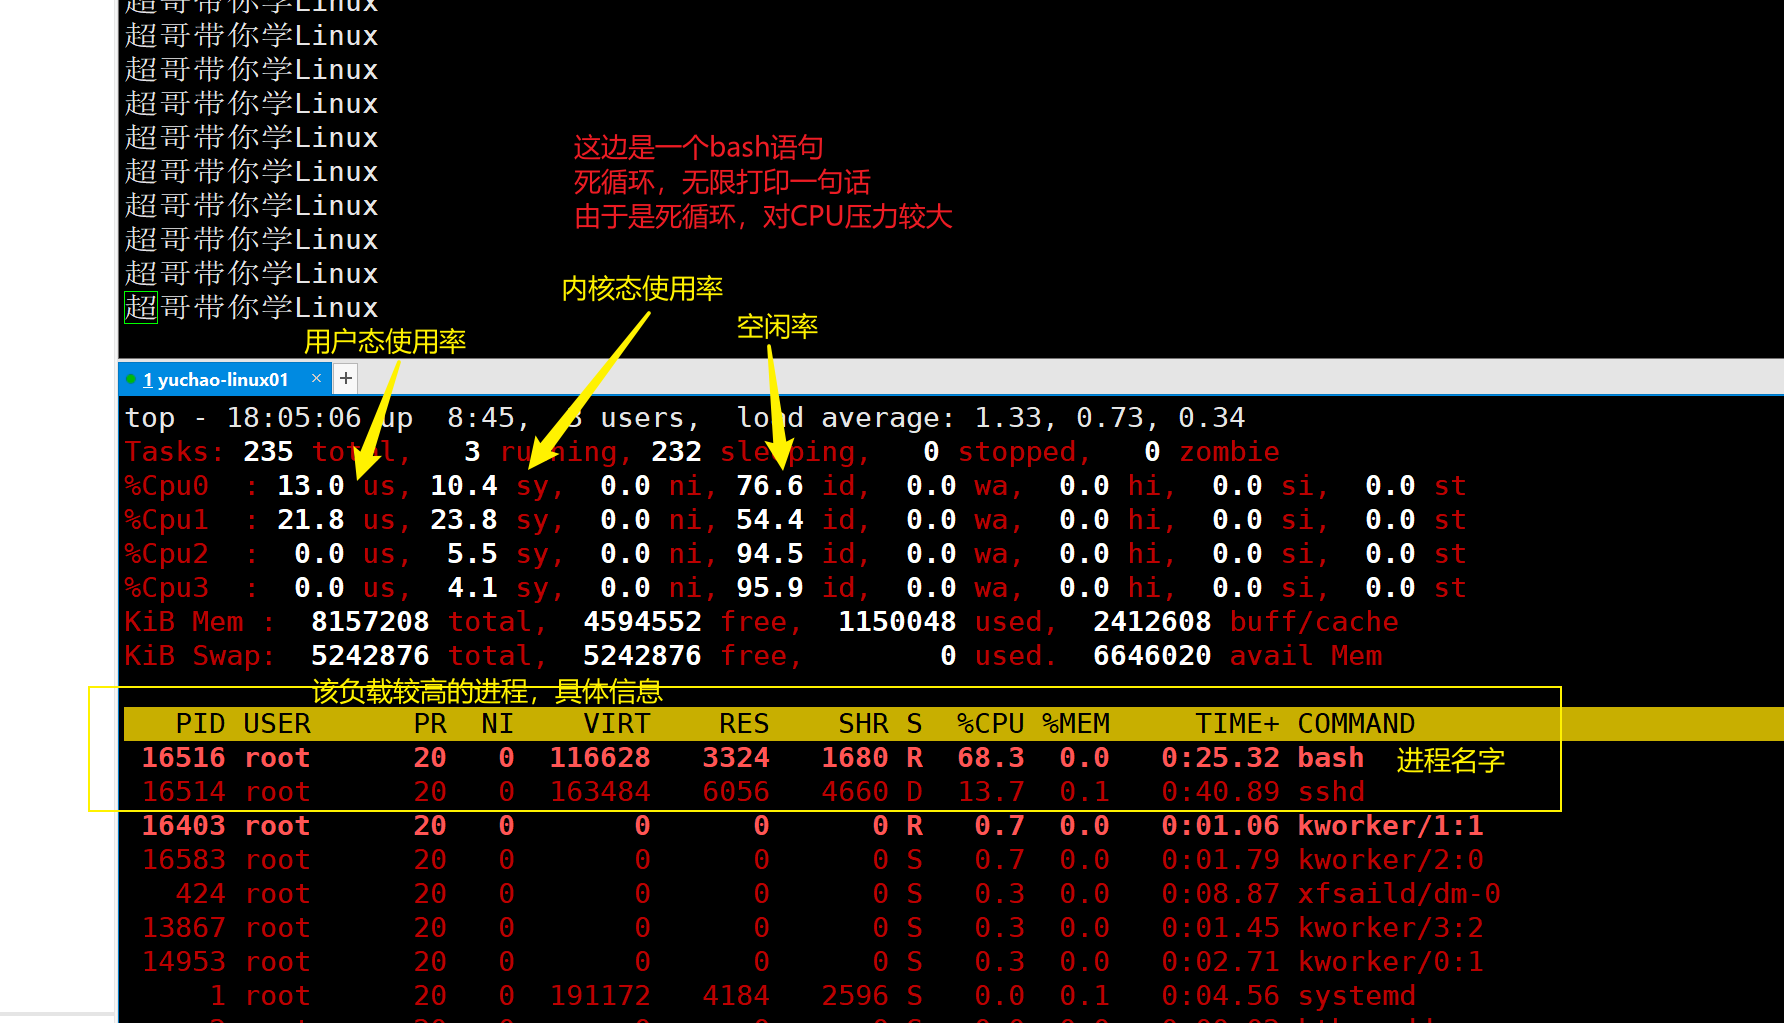 超哥带你学Linux
超哥带你学Linux
超哥带你学Linux
超哥带你学Linux
超哥带你学Linux
超哥带你学Linux
超哥带你学Linux
超哥带你学Linux
超哥带你学Linux
超哥带你学Linux
这边是一个bash语句
死循环，无限打印一句话
由于是死循环，对CPU压力较大
内核态使用率
空闲率
用户态使用率
1 yuchao-linux01 × +
top - 18:05:06 up 8:45, 3 users, load average: 1.33, 0.73, 0.34
Tasks: 235 total, 3 running, 232 sleeping, 0 stopped, 0 zombie
%Cpu0 : 13.0 us, 10.4 sy, 0.0 ni, 76.6 id, 0.0 wa, 0.0 hi, 0.0 si, 0.0 st
%Cpu1 : 21.8 us, 23.8 sy, 0.0 ni, 54.4 id, 0.0 wa, 0.0 hi, 0.0 si, 0.0 st
%Cpu2 : 0.0 us, 5.5 sy, 0.0 ni, 94.5 id, 0.0 wa, 0.0 hi, 0.0 si, 0.0 st
%Cpu3 : 0.0 us, 4.1 sy, 0.0 ni, 95.9 id, 0.0 wa, 0.0 hi, 0.0 si, 0.0 st
KiB Mem : 8157208 total, 4594552 free, 1150048 used, 2412608 buff/cache
KiB Swap: 5242876 total, 5242876 free, 0 used. 6646020 avail Mem
该负载较高的进程，具体信息
PID USER PR NI VIRT RES SHR S %CPU %MEM TIME+ COMMAND
16516 root 20 0 116628 3324 1680 R 68.3 0.0 0:25.32 bash 进程名字
16514 root 20 0 163484 6056 4660 D 13.7 0.1 0:40.89 sshd
16403 root 20 0 0 0 0 R 0.7 0.0 0:01.06 kworker/1:1
16583 root 20 0 0 0 0 S 0.7 0.0 0:01.79 kworker/2:0
424 root 20 0 0 0 0 S 0.3 0.0 0:08.87 xfsaild/dm-0
13867 root 20 0 0 0 0 S 0.3 0.0 0:01.45 kworker/3:2
14953 root 20 0 0 0 0 S 0.3 0.0 0:02.71 kworker/0:1
1 root 20 0 191172 4184 2596 S 0.0 0.1 0:04.56 systemd